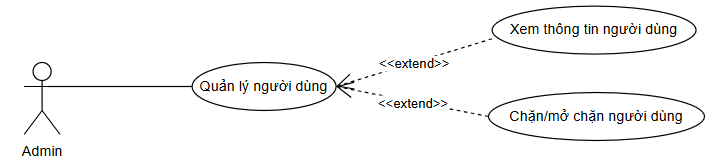 Xem thông tin người dùng
<<extend>>
Quản lý người dùng
<<extend>>
Chặn/mở chặn người dùng
Admin